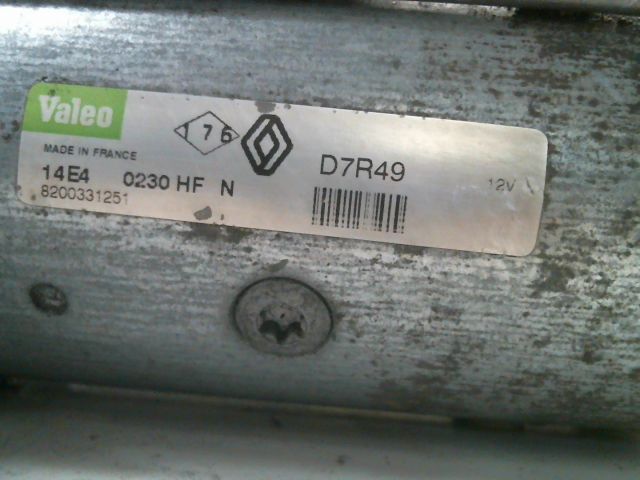 Valeo
176
MADE IN FRANCE
14E4 0230 HF N
8200331251
D7R49
12V